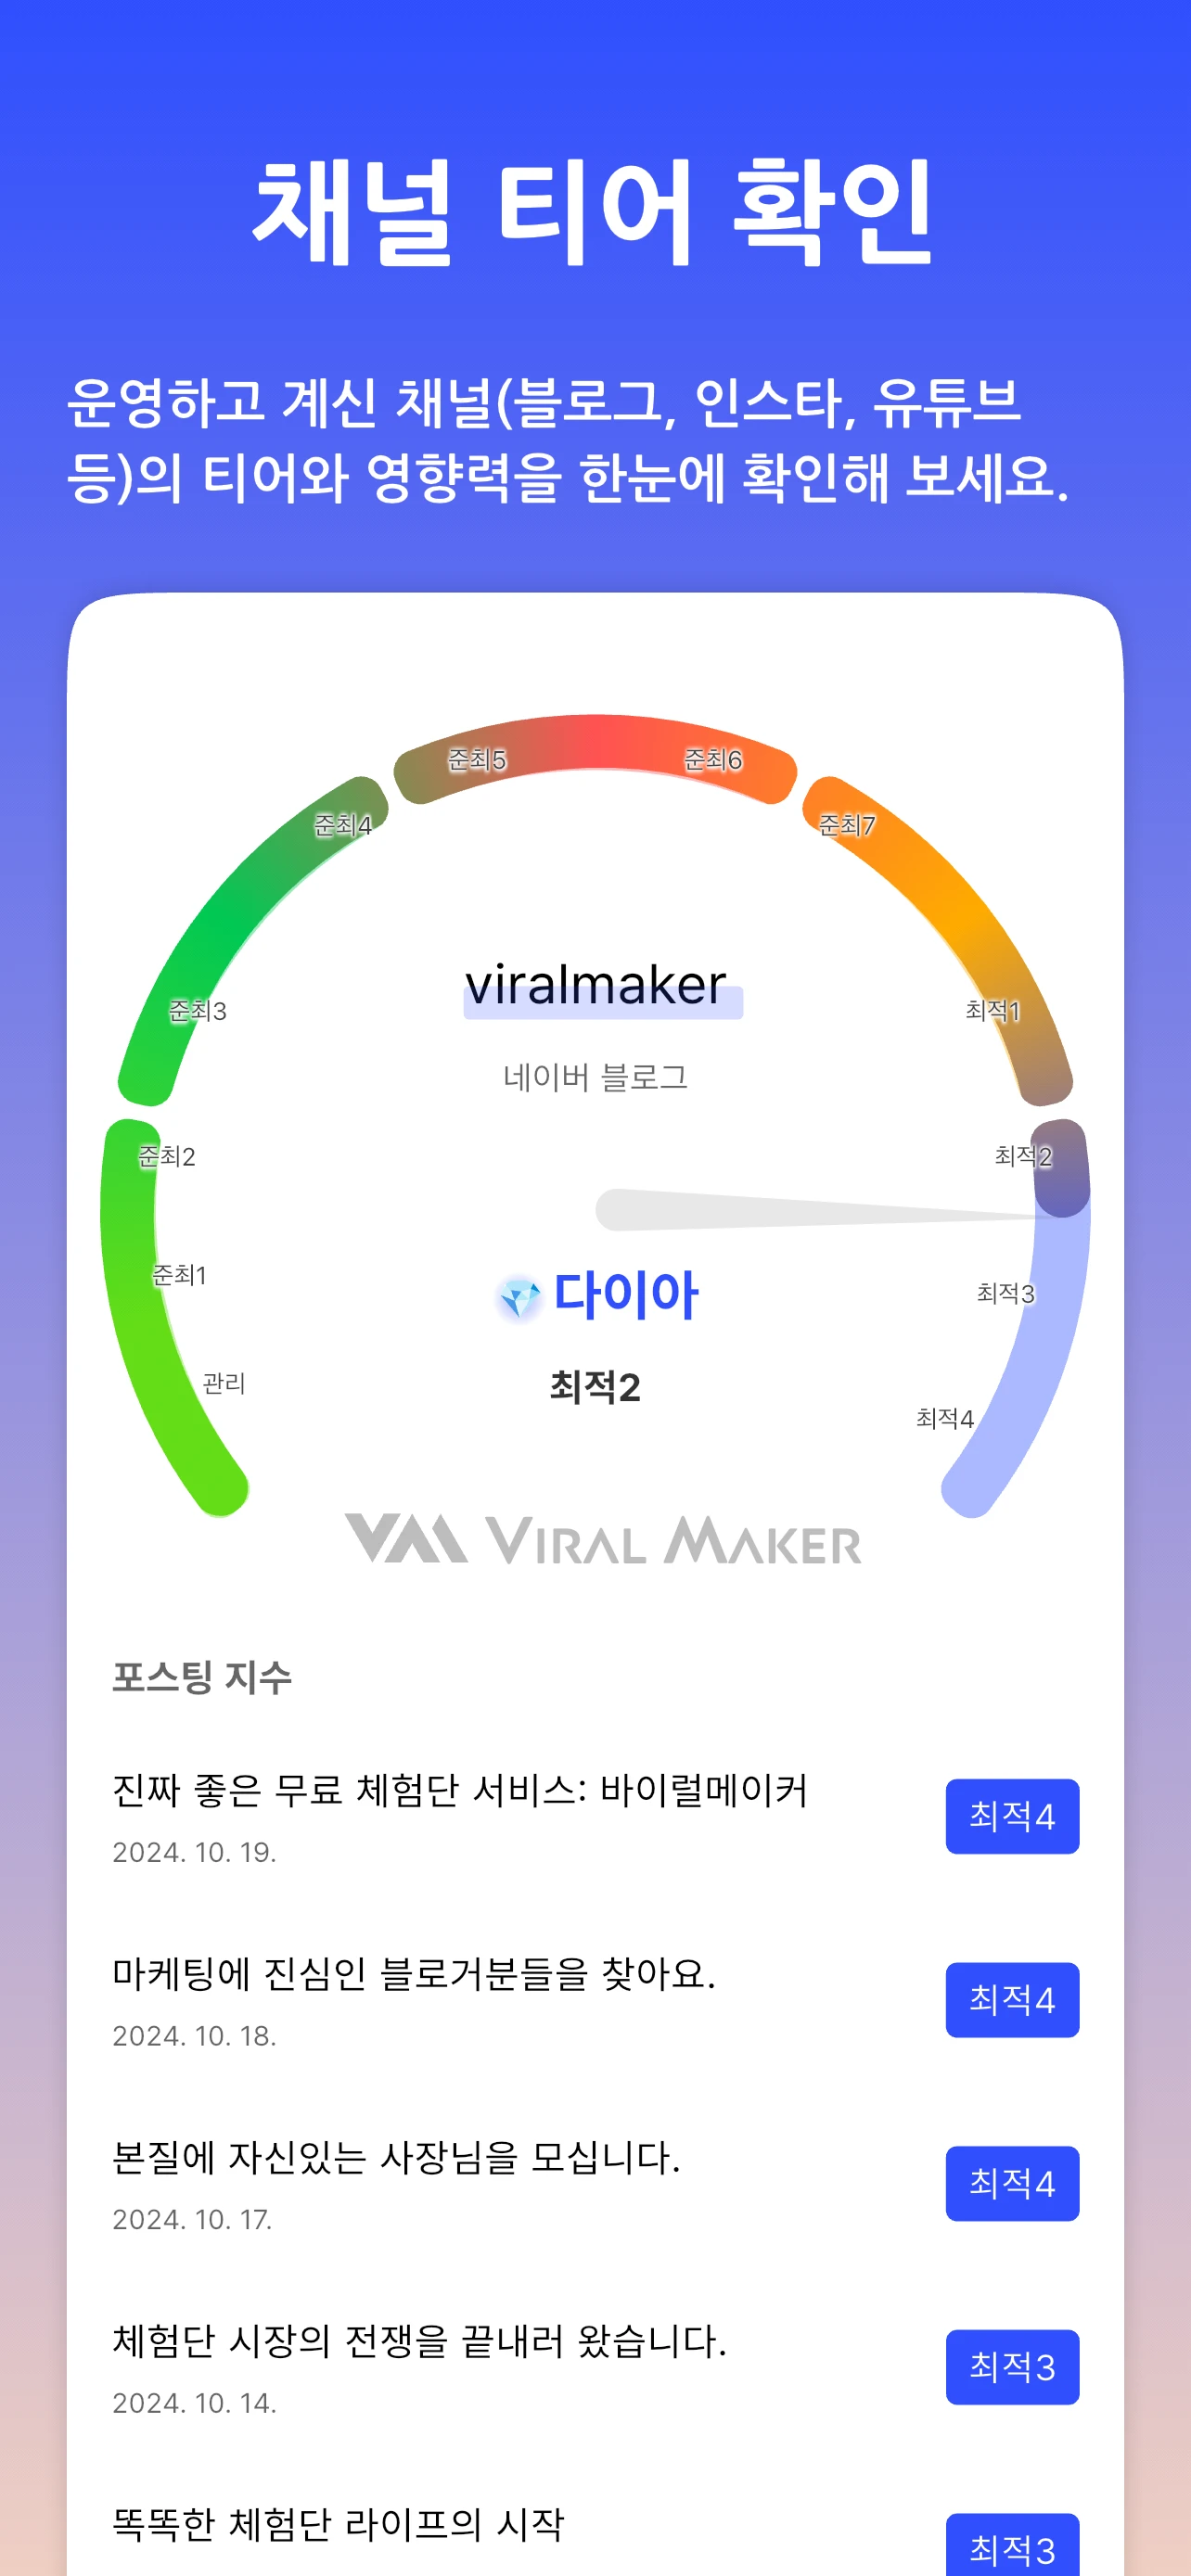 채널 티어 확인
운영하고 계신 채널(블로그, 인스타, 유튜브
등)의 티어와 영향력을 한눈에 확인해 보세요.
준최5
준최6
준최4
준최7
준최3
최적1
준최2
최적2
준최1
최적3
관리
최적4
viralmaker
네이버 블로그
다이아
최적2
VM VIRAL MAKER
포스팅 지수
진짜 좋은 무료 체험단 서비스: 바이럴메이커
2024. 10. 19.
최적4
마케팅에 진심인 블로거분들을 찾아요.
2024. 10. 18.
최적4
본질에 자신있는 사장님을 모십니다.
2024. 10. 17.
최적4
체험단 시장의 전쟁을 끝내러 왔습니다.
2024. 10. 14.
최적3
똑똑한 체험단 라이프의 시작
최적3